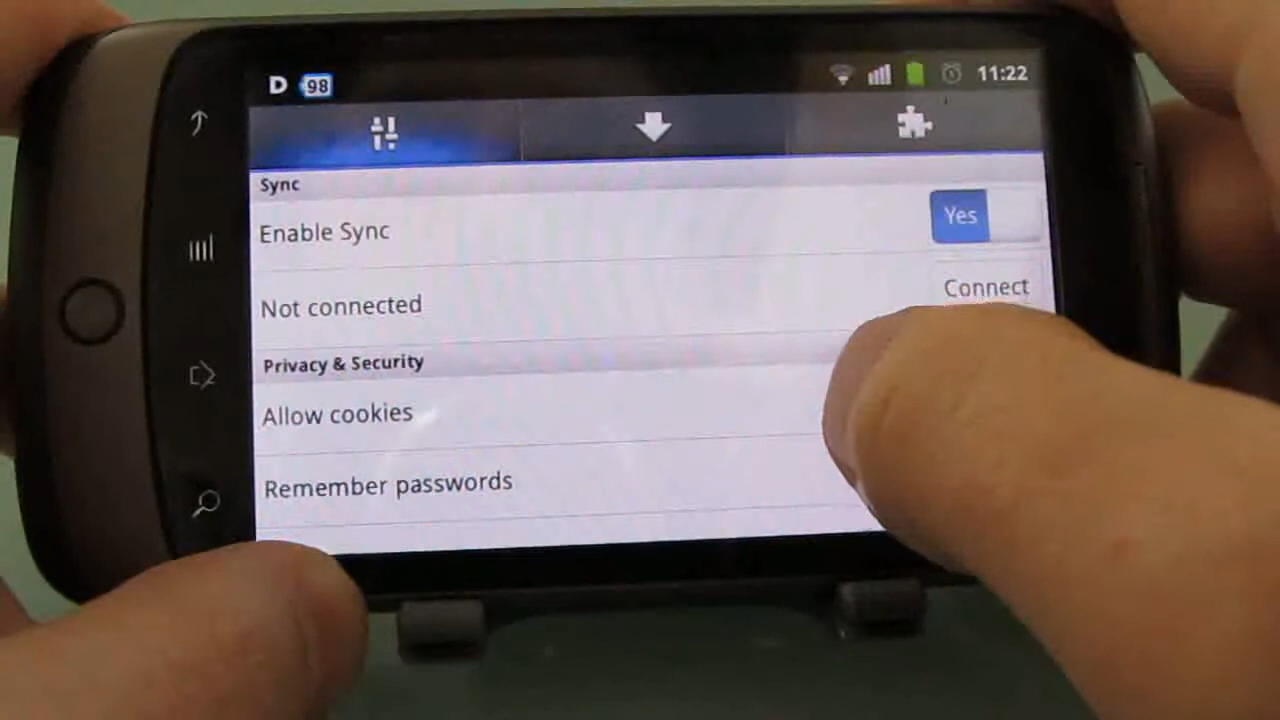 D 98 11:22
Sync
Enable Sync Yes
Not connected Connect
Privacy & Security
Allow cookies
Remember passwords